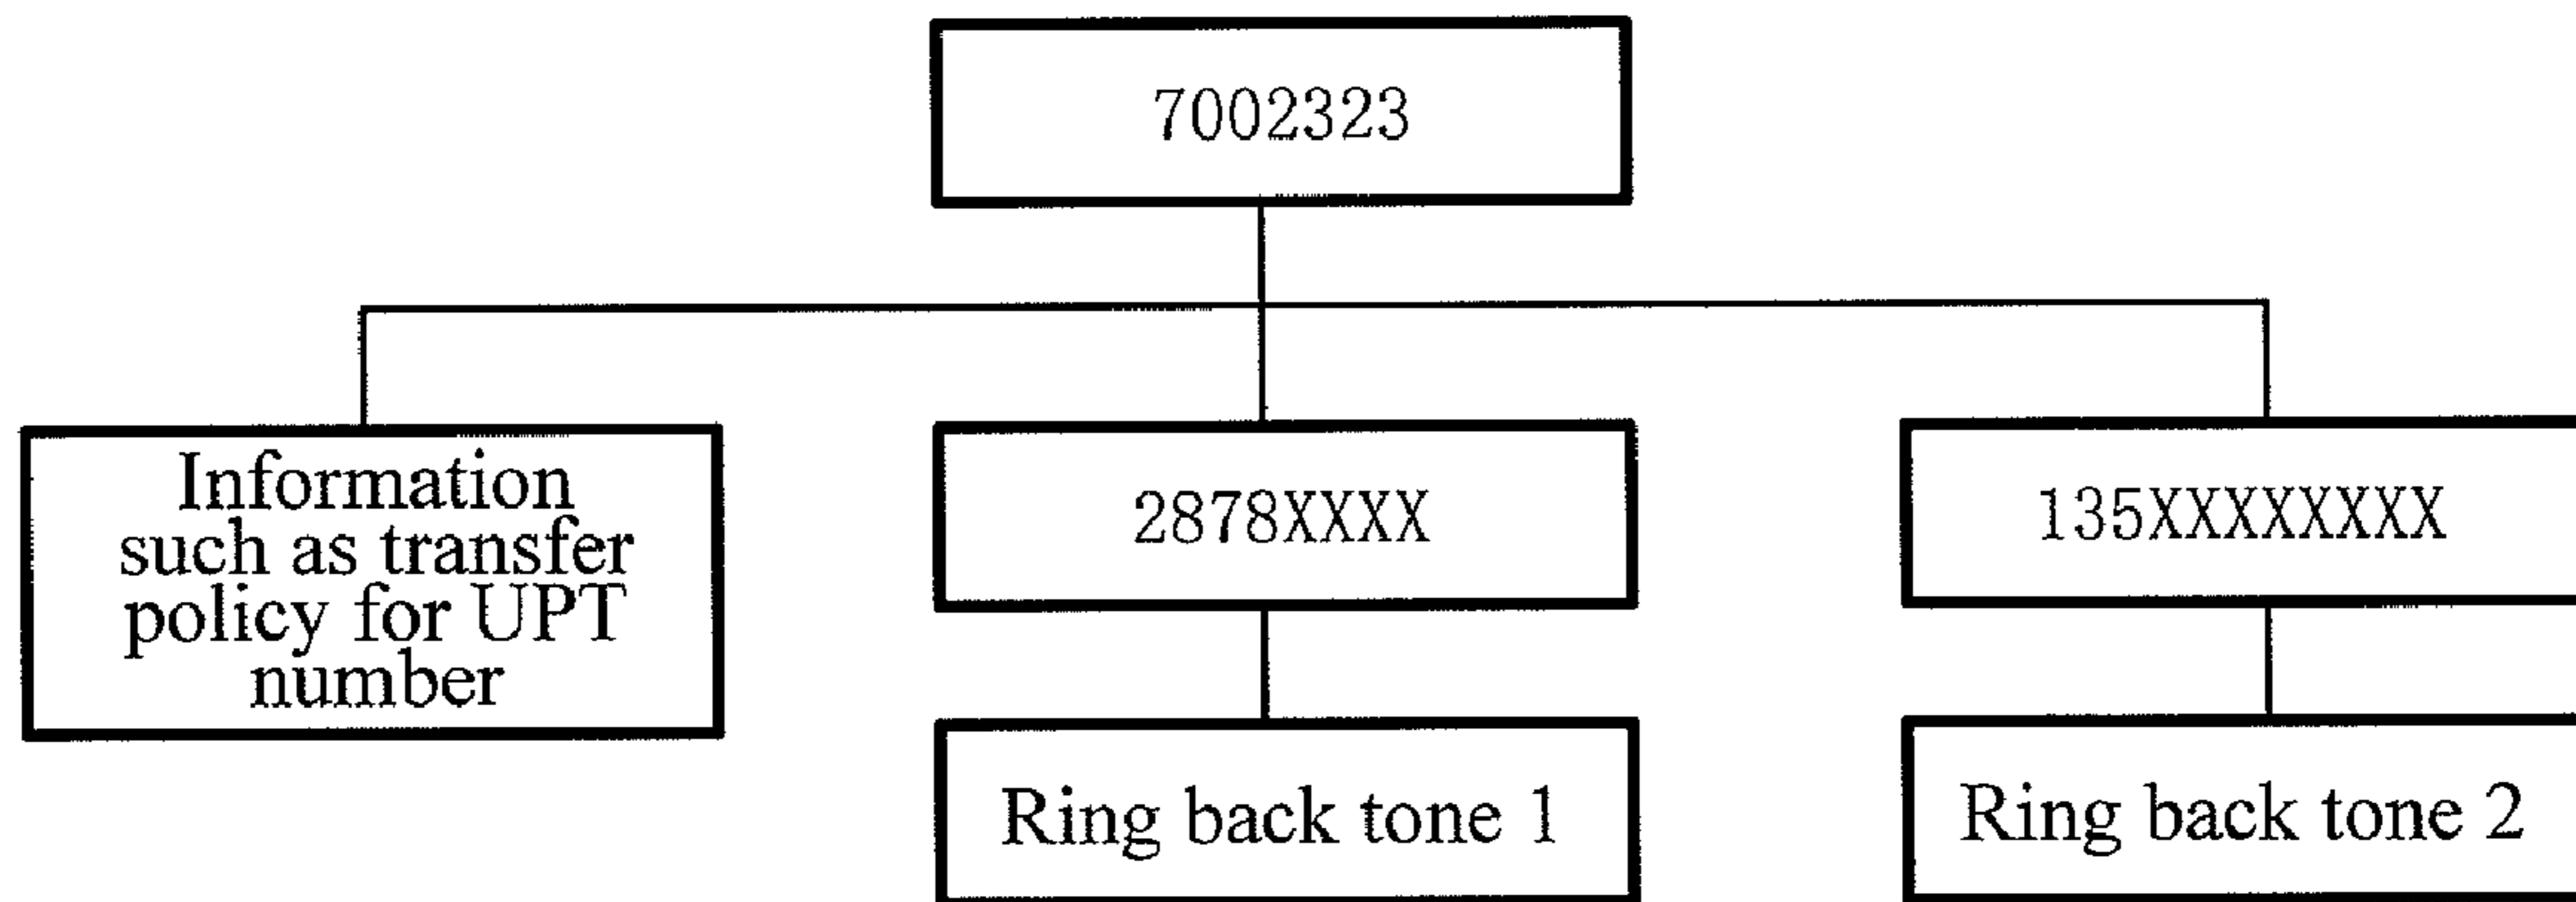 7002323
Information
such as transfer
policy for UPT
number
2878XXXX
135XXXXXXXX
Ring back tone 1
Ring back tone 2